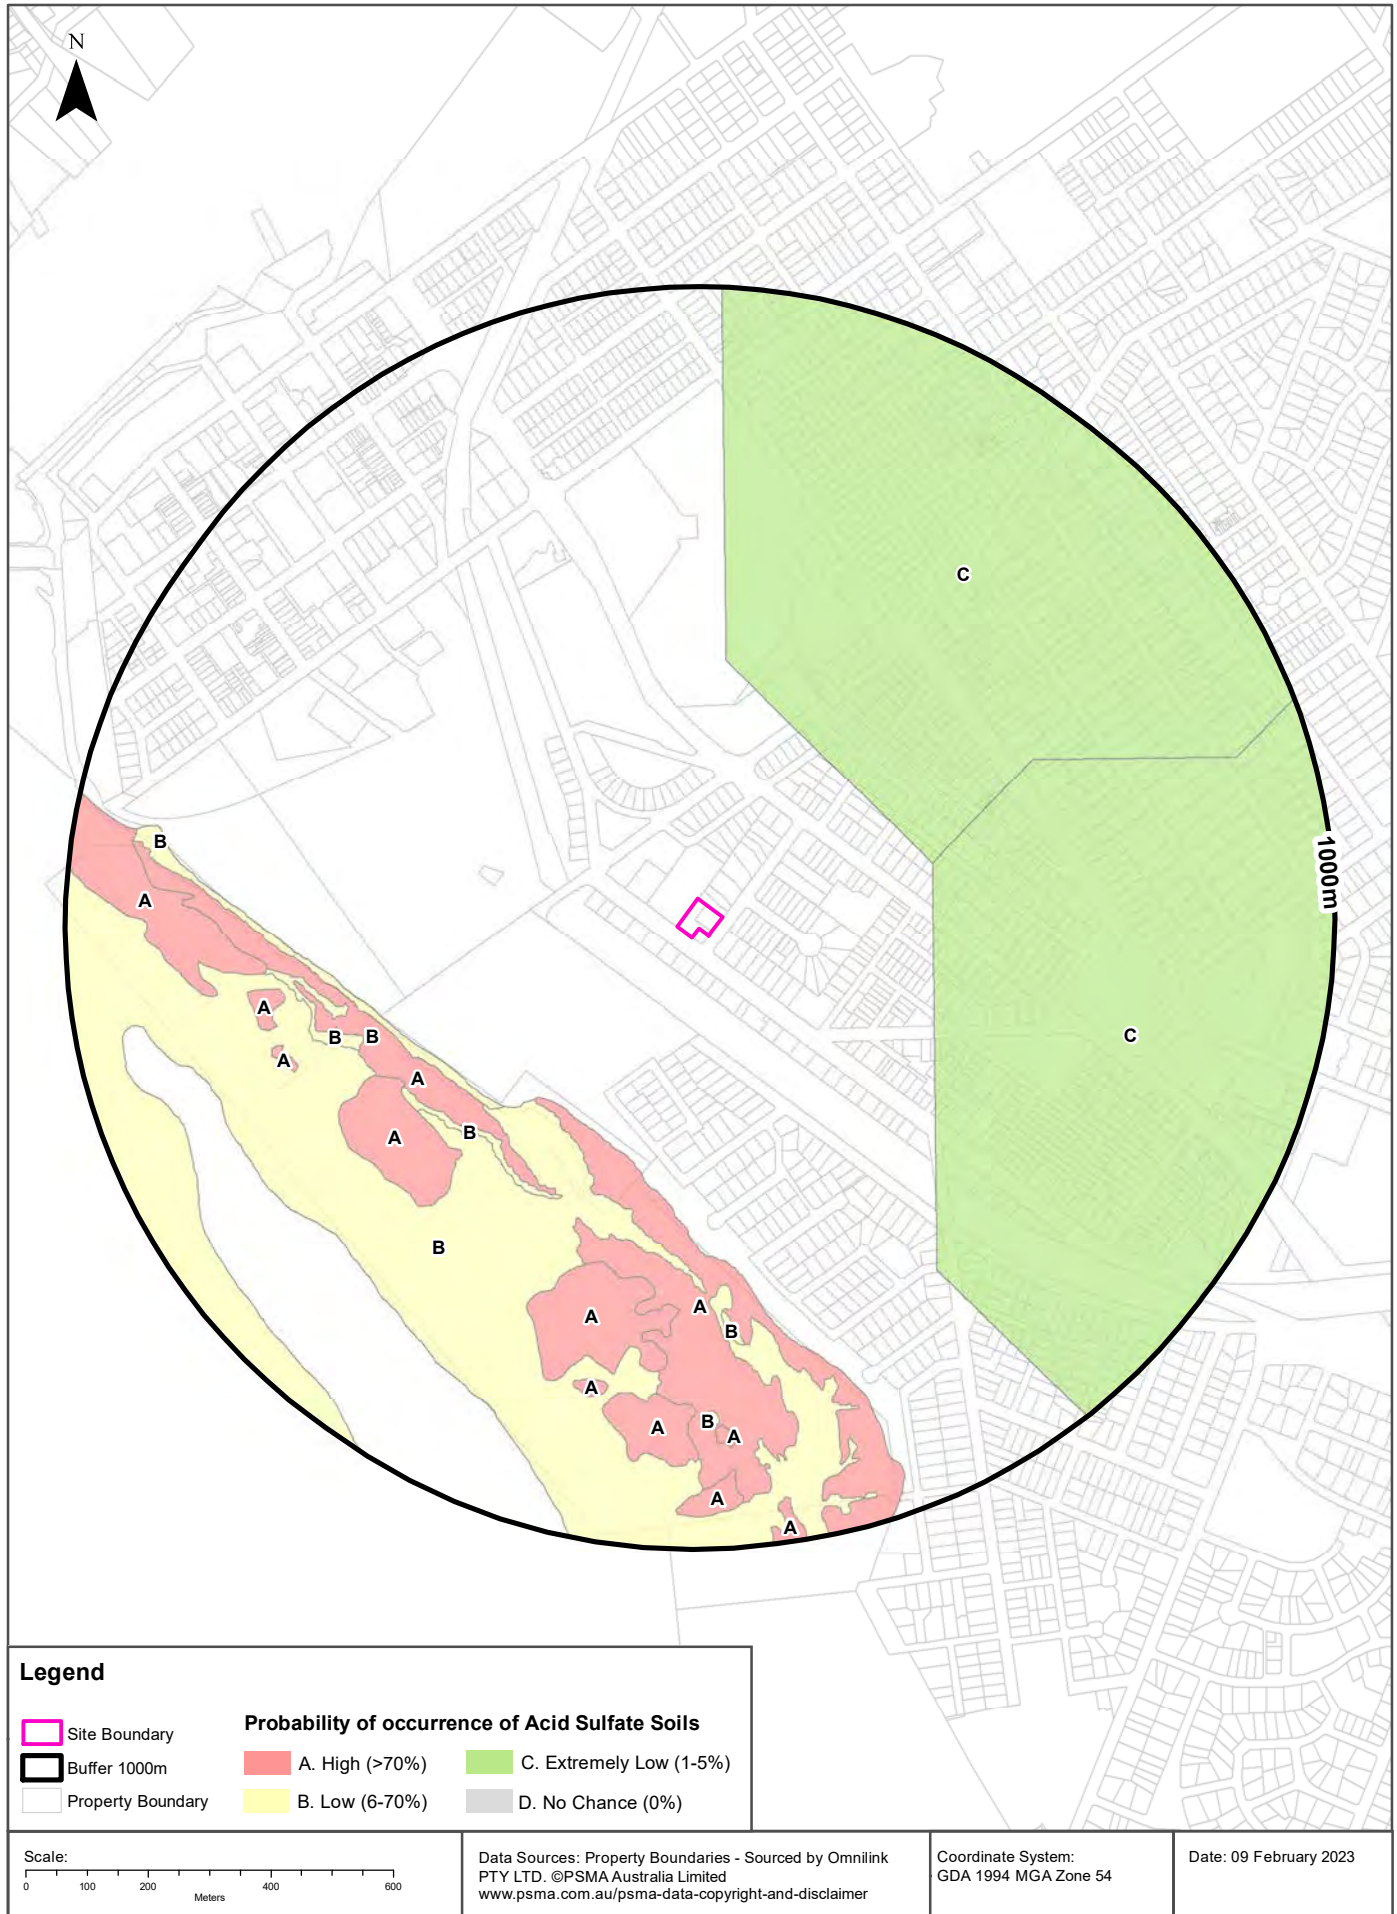 N
C
1000m
B
A
A
B
B
A
A
C
A
B
B
A
A
B
A
A
B
A
A
A
Legend
Site Boundary
Buffer 1000m
Property Boundary
Probability of occurrence of Acid Sulfate Soils
A. High (>70%)
C. Extremely Low (1-5%)
B. Low (6-70%)
D. No Chance (0%)
Scale:
0 100 200 400 600
Meters
Data Sources: Property Boundaries - Sourced by Omnilink
PTY LTD. ©PSMA Australia Limited
www.psma.com.au/psma-data-copyright-and-disclaimer
Coordinate System:
GDA 1994 MGA Zone 54
Date: 09 February 2023